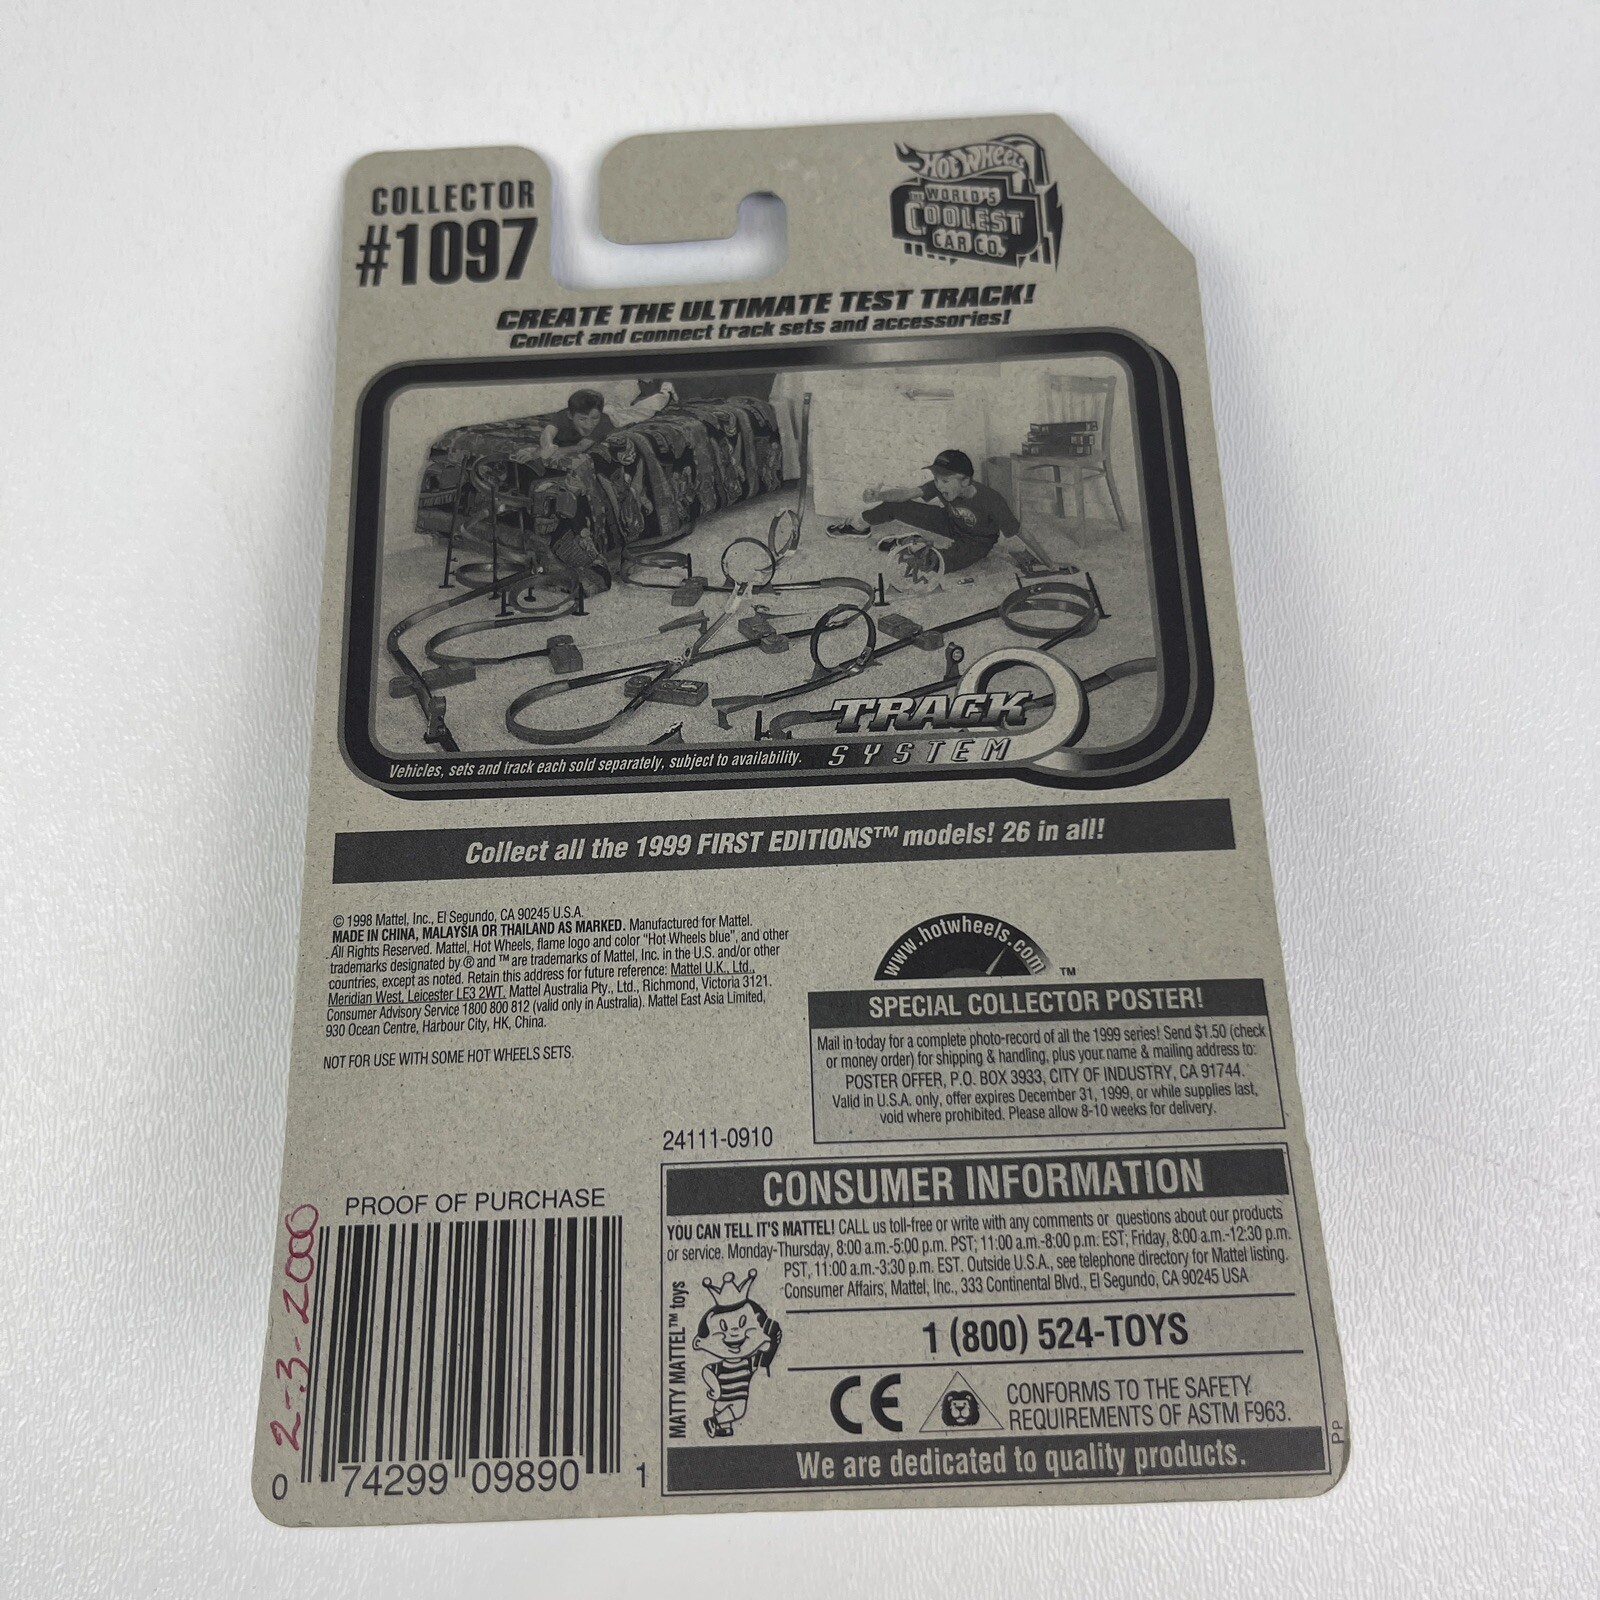 COLLECTOR
#1097
HOT WHEELS
THE WORLD'S
COOLEST
CAR CO.
CREATE THE ULTIMATE TEST TRACK!
Collect and connect track sets and accessories!
TRACK
SYSTEM
Vehicles, sets and track each sold separately, subject to availability.
Collect all the 1999 FIRST EDITIONS™ models! 26 in all!
© 1998 Mattel, Inc., El Segundo, CA 90245 U.S.A.
MADE IN CHINA, MALAYSIA OR THAILAND AS MARKED. Manufactured for Mattel.
All Rights Reserved. Mattel, Hot Wheels, flame logo and color "Hot Wheels blue", and other
trademarks designated by ® and ™ are trademarks of Mattel, Inc. in the U.S. and/or other
countries, except as noted. Retain this address for future reference: Mattel U.K., Ltd.,
Meridian West, Leicester LE3 2WT. Mattel Australia Pty., Ltd., Richmond, Victoria 3121.
Consumer Advisory Service 1800 800 812 (valid only in Australia). Mattel East Asia Limited,
930 Ocean Centre, Harbour City, HK, China.
NOT FOR USE WITH SOME HOT WHEELS SETS.
www.hotwheels.com ™
SPECIAL COLLECTOR POSTER!
Mail in today for a complete photo-record of all the 1999 series! Send $1.50 (check
or money order) for shipping & handling, plus your name & mailing address to:
POSTER OFFER, P.O. BOX 3933, CITY OF INDUSTRY, CA 91744.
Valid in U.S.A. only, offer expires December 31, 1999, or while supplies last,
void where prohibited. Please allow 8-10 weeks for delivery.
24111-0910
PROOF OF PURCHASE
2-3-2000
0 74299 09890 1
CONSUMER INFORMATION
YOU CAN TELL IT'S MATTEL! CALL us toll-free or write with any comments or questions about our products
or service. Monday-Thursday, 8:00 a.m.-5:00 p.m. PST; 11:00 a.m.-8:00 p.m. EST; Friday, 8:00 a.m.-12:30 p.m.
PST, 11:00 a.m.-3:30 p.m. EST. Outside U.S.A., see telephone directory for Mattel listing.
Consumer Affairs, Mattel, Inc., 333 Continental Blvd., El Segundo, CA 90245 USA
MATTY MATTEL™ toys
1 (800) 524-TOYS
CE
CONFORMS TO THE SAFETY
REQUIREMENTS OF ASTM F963.
We are dedicated to quality products.
PP